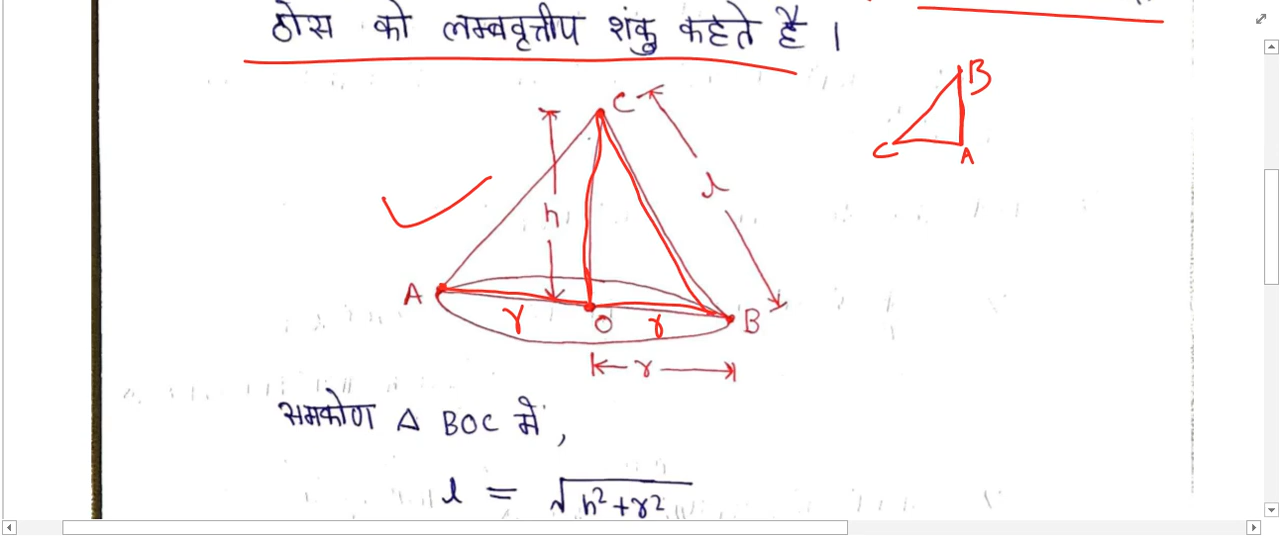 ठोस को लम्बवृत्तीय शंकु कहते है ।
B
C A
C
h l
A r O r B
r
समकोण Δ BOC में,
l = √h²+r²